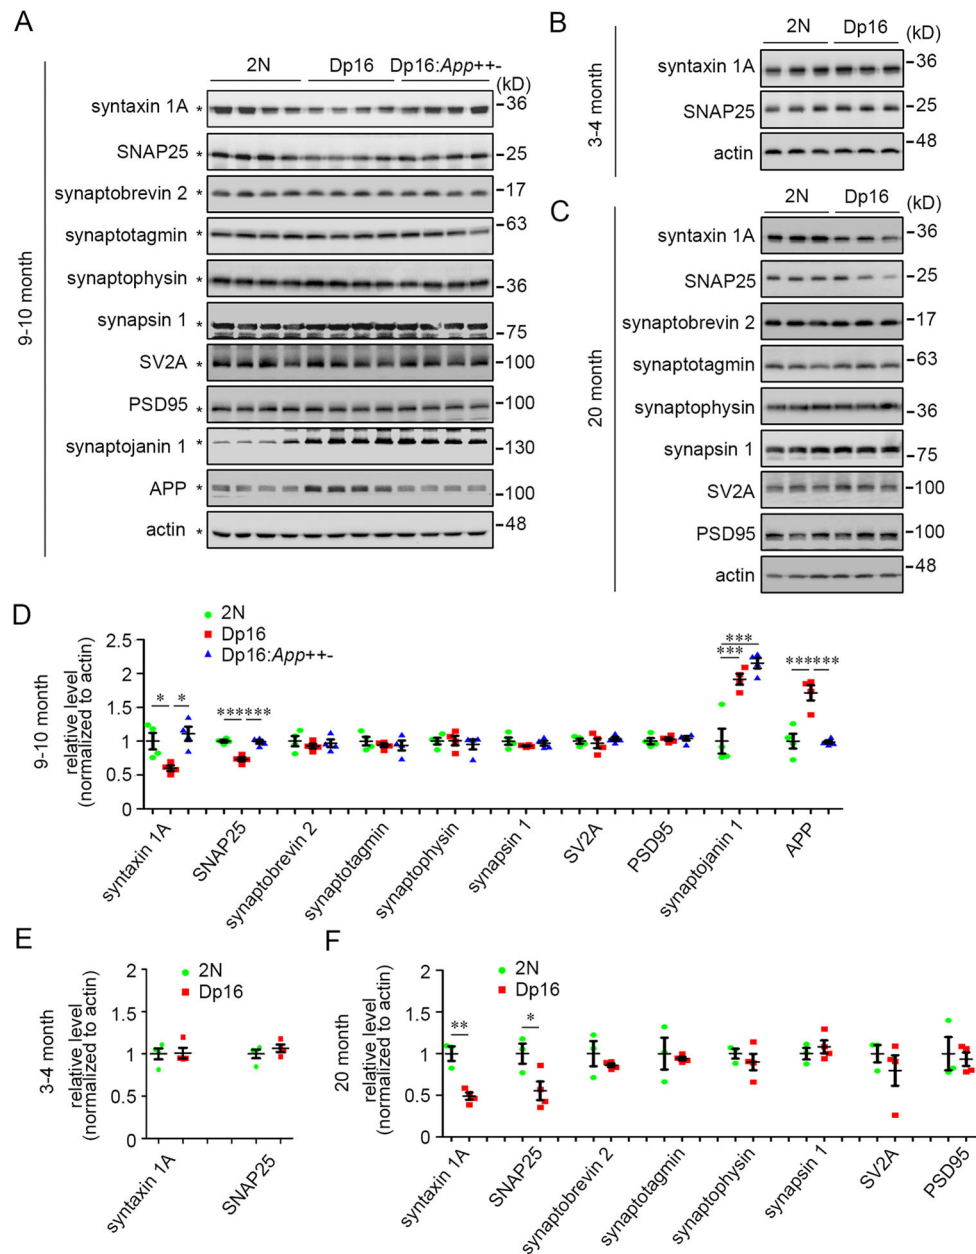 A
2N Dp16 Dp16:App++-
(kD)
9-10 month
syntaxin 1A * -36
SNAP25 * -25
synaptobrevin 2 * -17
synaptotagmin * -63
synaptophysin * -36
synapsin 1 * -75
SV2A * -100
PSD95 * -100
synaptojanin 1 * -130
APP * -100
actin * -48
B
2N Dp16 (kD)
3-4 month
syntaxin 1A -36
SNAP25 -25
actin -48
C
2N Dp16 (kD)
20 month
syntaxin 1A -36
SNAP25 -25
synaptobrevin 2 -17
synaptotagmin -63
synaptophysin -36
synapsin 1 -75
SV2A -100
PSD95 -100
actin -48
D
2N
Dp16
Dp16:App++-
9-10 month
relative level
(normalized to actin)
2.5
2
1.5
1
0.5
0
* *
*** ***
***
***
*** ***
syntaxin 1A
SNAP25
synaptobrevin 2
synaptotagmin
synaptophysin
synapsin 1
SV2A
PSD95
synaptojanin 1
APP
E
2N
Dp16
3-4 month
relative level
(normalized to actin)
2
1.5
1
0.5
0
syntaxin 1A
SNAP25
F
2N
Dp16
20 month
relative level
(normalized to actin)
2
1.5
1
0.5
0
**
*
syntaxin 1A
SNAP25
synaptobrevin 2
synaptotagmin
synaptophysin
synapsin 1
SV2A
PSD95